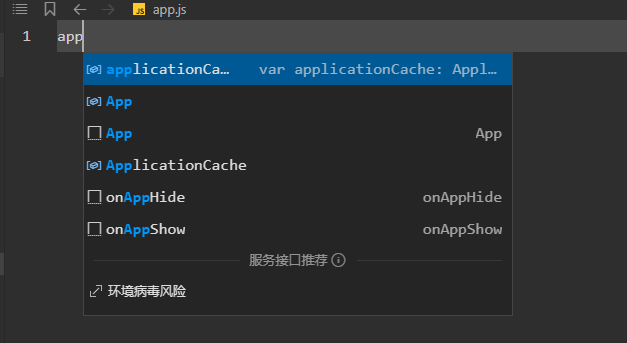 JS app.js
1 app
applicationCa… var applicationCache: Appl…
App
App App
ApplicationCache
onAppHide onAppHide
onAppShow onAppShow
服务接口推荐
环境病毒风险